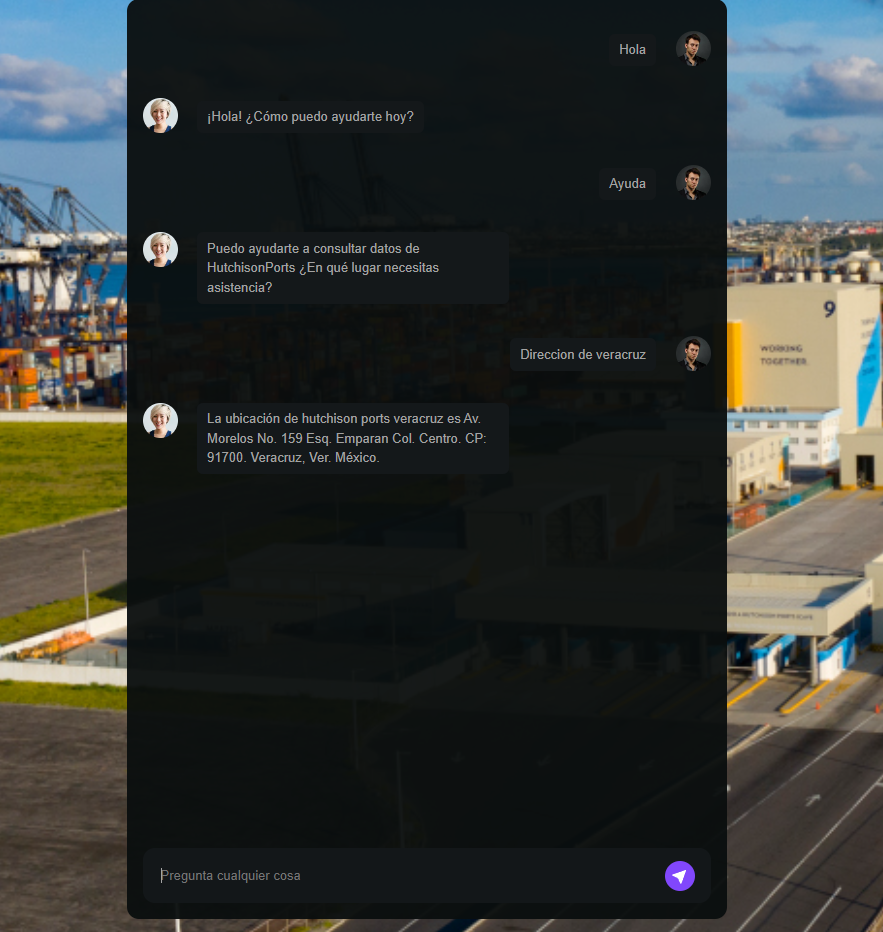 Hola
¡Hola! ¿Cómo puedo ayudarte hoy?
Ayuda
Puedo ayudarte a consultar datos de
HutchisonPorts ¿En qué lugar necesitas
asistencia?
9
WORKING
TOGETHER.
Direccion de veracruz
La ubicación de hutchison ports veracruz es Av.
Morelos No. 159 Esq. Emparan Col. Centro. CP:
91700. Veracruz, Ver. México.
Pregunta cualquier cosa